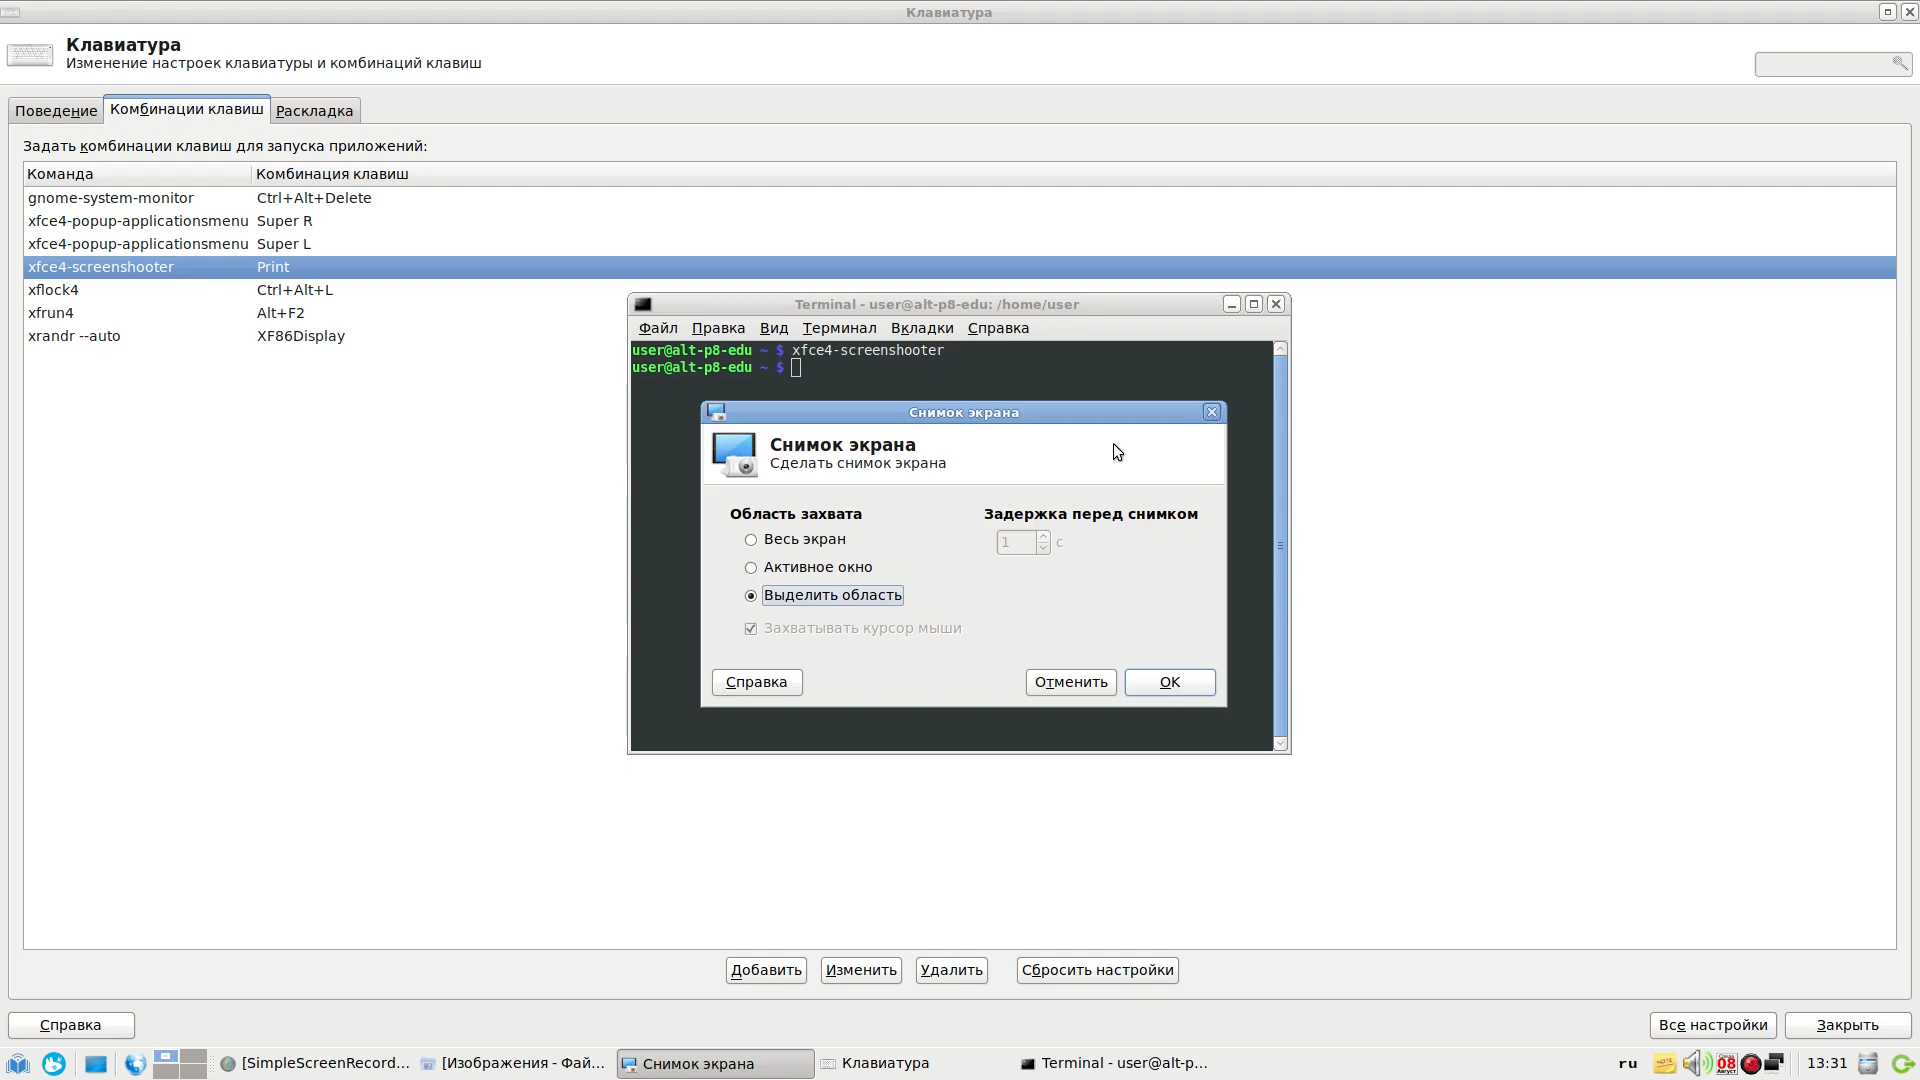 Клавиатура
Клавиатура
Изменение настроек клавиатуры и комбинаций клавиш
Поведение
Комбинации клавиш
Раскладка
Задать комбинации клавиш для запуска приложений:
Команда Комбинация клавиш
gnome-system-monitor Ctrl+Alt+Delete
xfce4-popup-applicationsmenu Super R
xfce4-popup-applicationsmenu Super L
xfce4-screenshooter Print
xflock4 Ctrl+Alt+L
xfrun4 Alt+F2
xrandr --auto XF86Display
Terminal - user@alt-p8-edu: /home/user
Файл Правка Вид Терминал Вкладки Справка
user@alt-p8-edu ~ $ xfce4-screenshooter
user@alt-p8-edu ~ $
Снимок экрана
Снимок экрана
Сделать снимок экрана
Область захвата
Весь экран
Активное окно
Выделить область
Захватывать курсор мыши
Задержка перед снимком
1 с
Справка
Отменить
OK
Добавить
Изменить
Удалить
Сбросить настройки
Справка
Все настройки
Закрыть
[SimpleScreenRecord...
[Изображения - Фай...
Снимок экрана
Клавиатура
Terminal - user@alt-p...
ru
NOTE
08
13:31